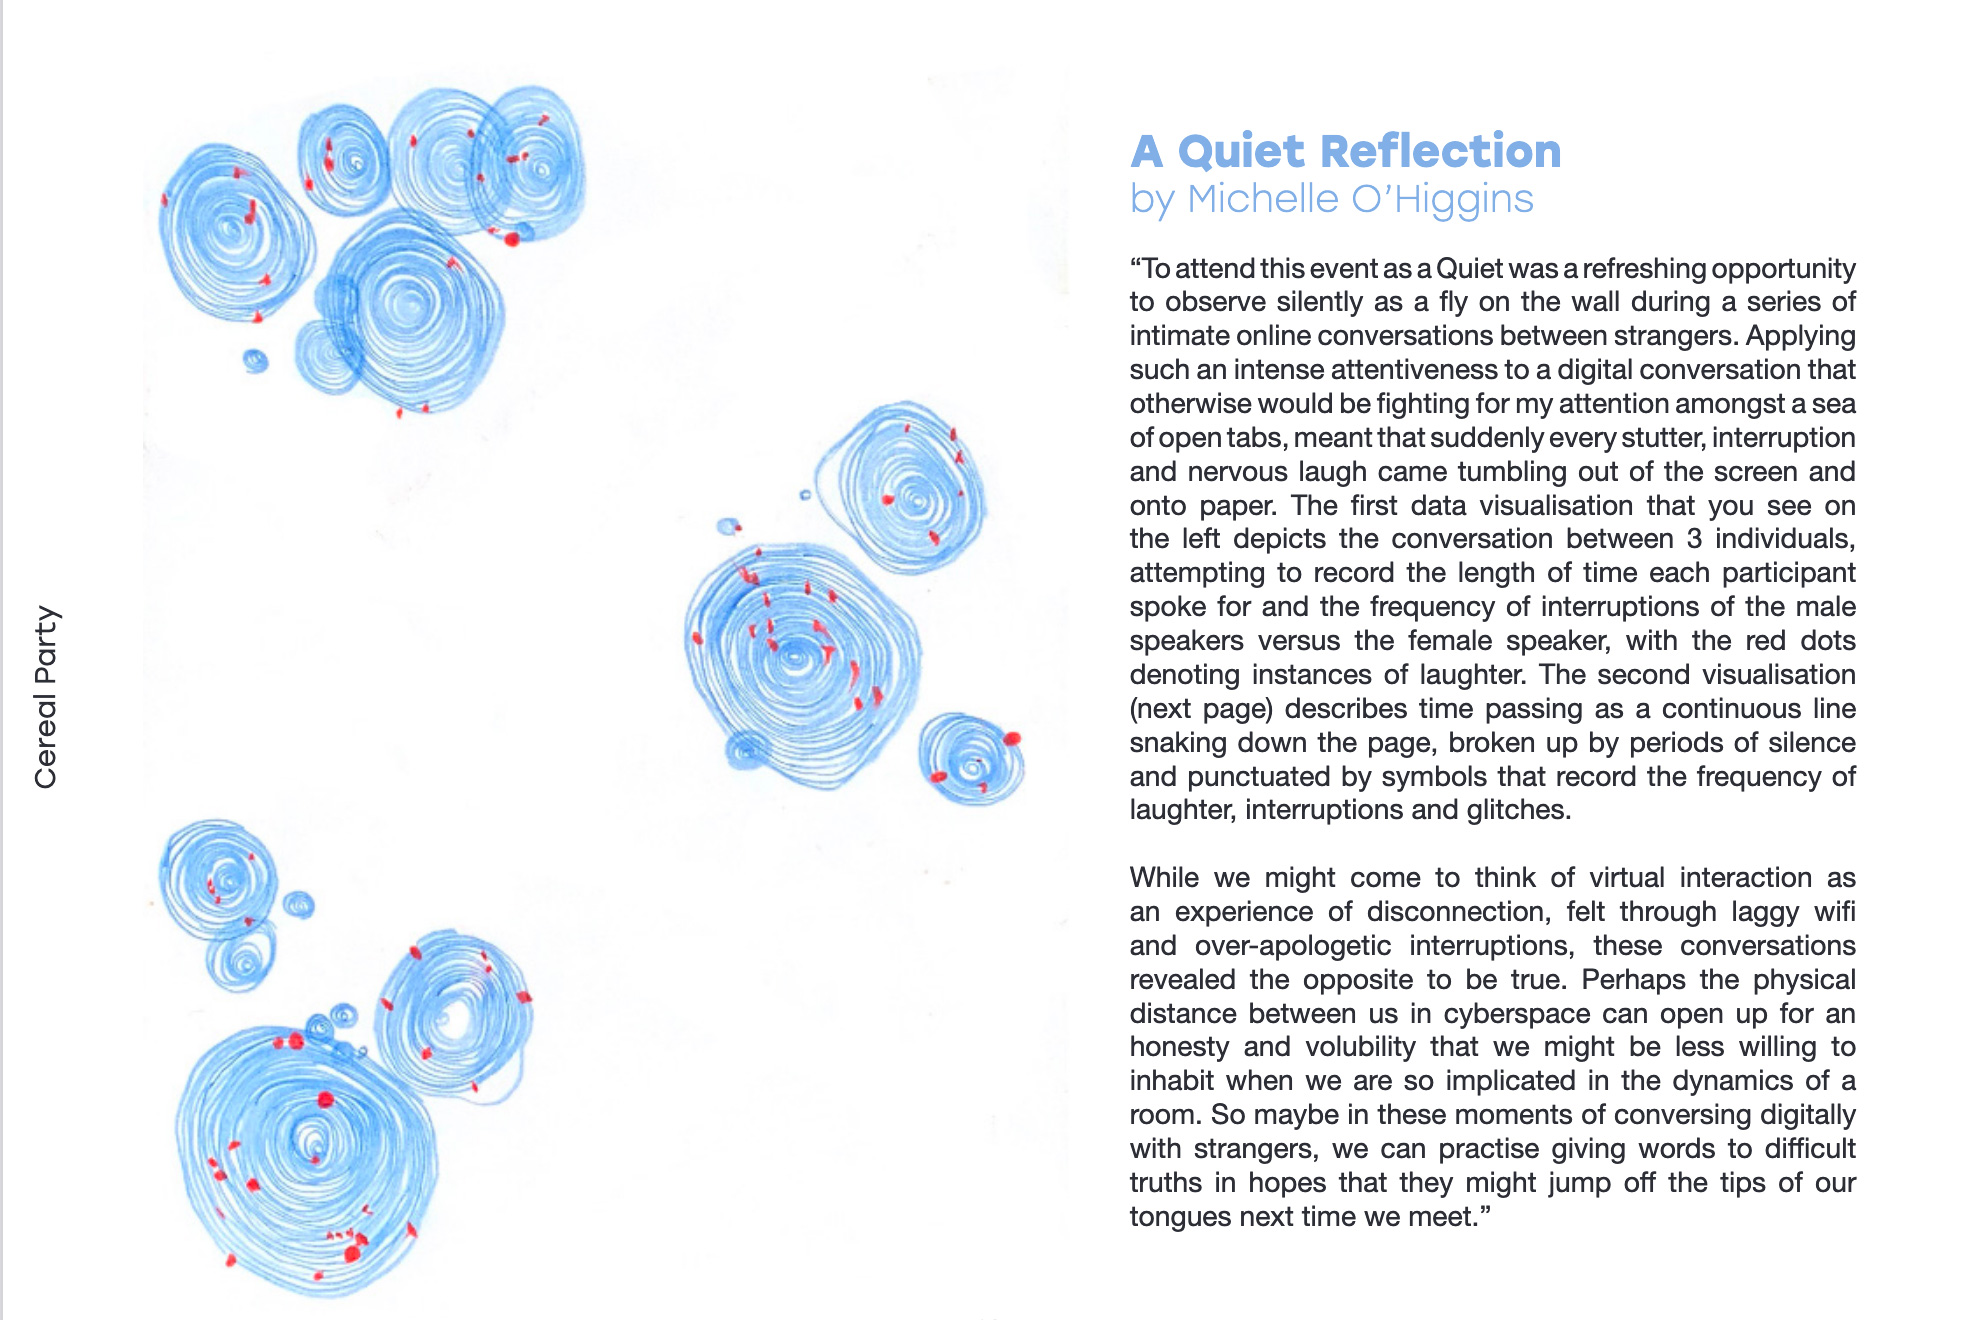 Cereal Party
A Quiet Reflection
by Michelle O’Higgins
“To attend this event as a Quiet was a refreshing opportunity
to observe silently as a fly on the wall during a series of
intimate online conversations between strangers. Applying
such an intense attentiveness to a digital conversation that
otherwise would be fighting for my attention amongst a sea
of open tabs, meant that suddenly every stutter, interruption
and nervous laugh came tumbling out of the screen and
onto paper. The first data visualisation that you see on
the left depicts the conversation between 3 individuals,
attempting to record the length of time each participant
spoke for and the frequency of interruptions of the male
speakers versus the female speaker, with the red dots
denoting instances of laughter. The second visualisation
(next page) describes time passing as a continuous line
snaking down the page, broken up by periods of silence
and punctuated by symbols that record the frequency of
laughter, interruptions and glitches.
While we might come to think of virtual interaction as
an experience of disconnection, felt through laggy wifi
and over-apologetic interruptions, these conversations
revealed the opposite to be true. Perhaps the physical
distance between us in cyberspace can open up for an
honesty and volubility that we might be less willing to
inhabit when we are so implicated in the dynamics of a
room. So maybe in these moments of conversing digitally
with strangers, we can practise giving words to difficult
truths in hopes that they might jump off the tips of our
tongues next time we meet.”